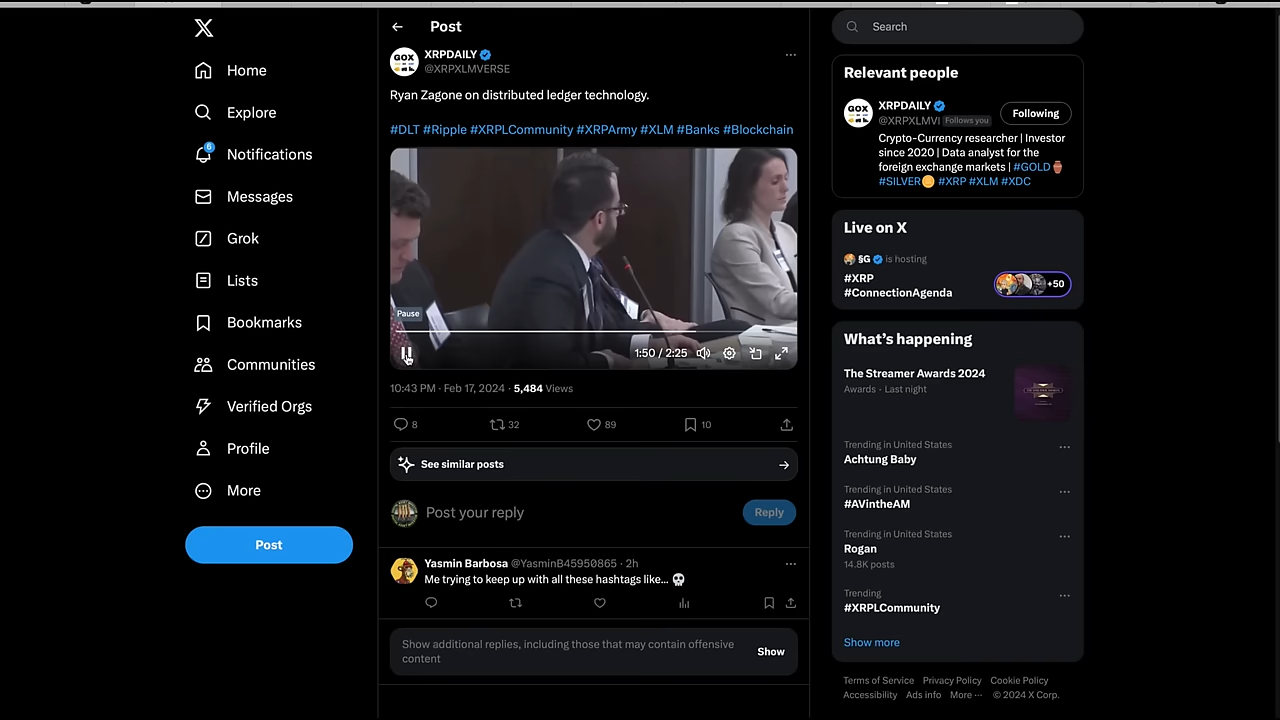 Home
Explore
6
Notifications
Messages
Grok
Lists
Bookmarks
Communities
Verified Orgs
Profile
More
Post
Post
GOX
XRPDAILY
@XRPXLMVERSE
Ryan Zagone on distributed ledger technology.
#DLT #Ripple #XRPLCommunity #XRPArmy #XLM #Banks #Blockchain
Pause
1:50 / 2:25
10:43 PM · Feb 17, 2024 · 5,484 Views
8
32
89
10
See similar posts
Post your reply
Reply
Yasmin Barbosa @YasminB45950865 · 2h
Me trying to keep up with all these hashtags like... 💀
Show additional replies, including those that may contain offensive
content
Show
Search
Relevant people
GOX
XRPDAILY
@XRPXLMVI Follows you
Following
Crypto-Currency researcher | Investor
since 2020 | Data analyst for the
foreign exchange markets | #GOLD🏺
#SILVER🪙 #XRP #XLM #XDC
Live on X
§G is hosting
#XRP
#ConnectionAgenda
+50
What's happening
The Streamer Awards 2024
Awards · Last night
Trending in United States
Achtung Baby
Trending in United States
#AVintheAM
Trending in United States
Rogan
14.8K posts
Trending
#XRPLCommunity
Show more
Terms of Service Privacy Policy Cookie Policy
Accessibility Ads info More ··· © 2024 X Corp.